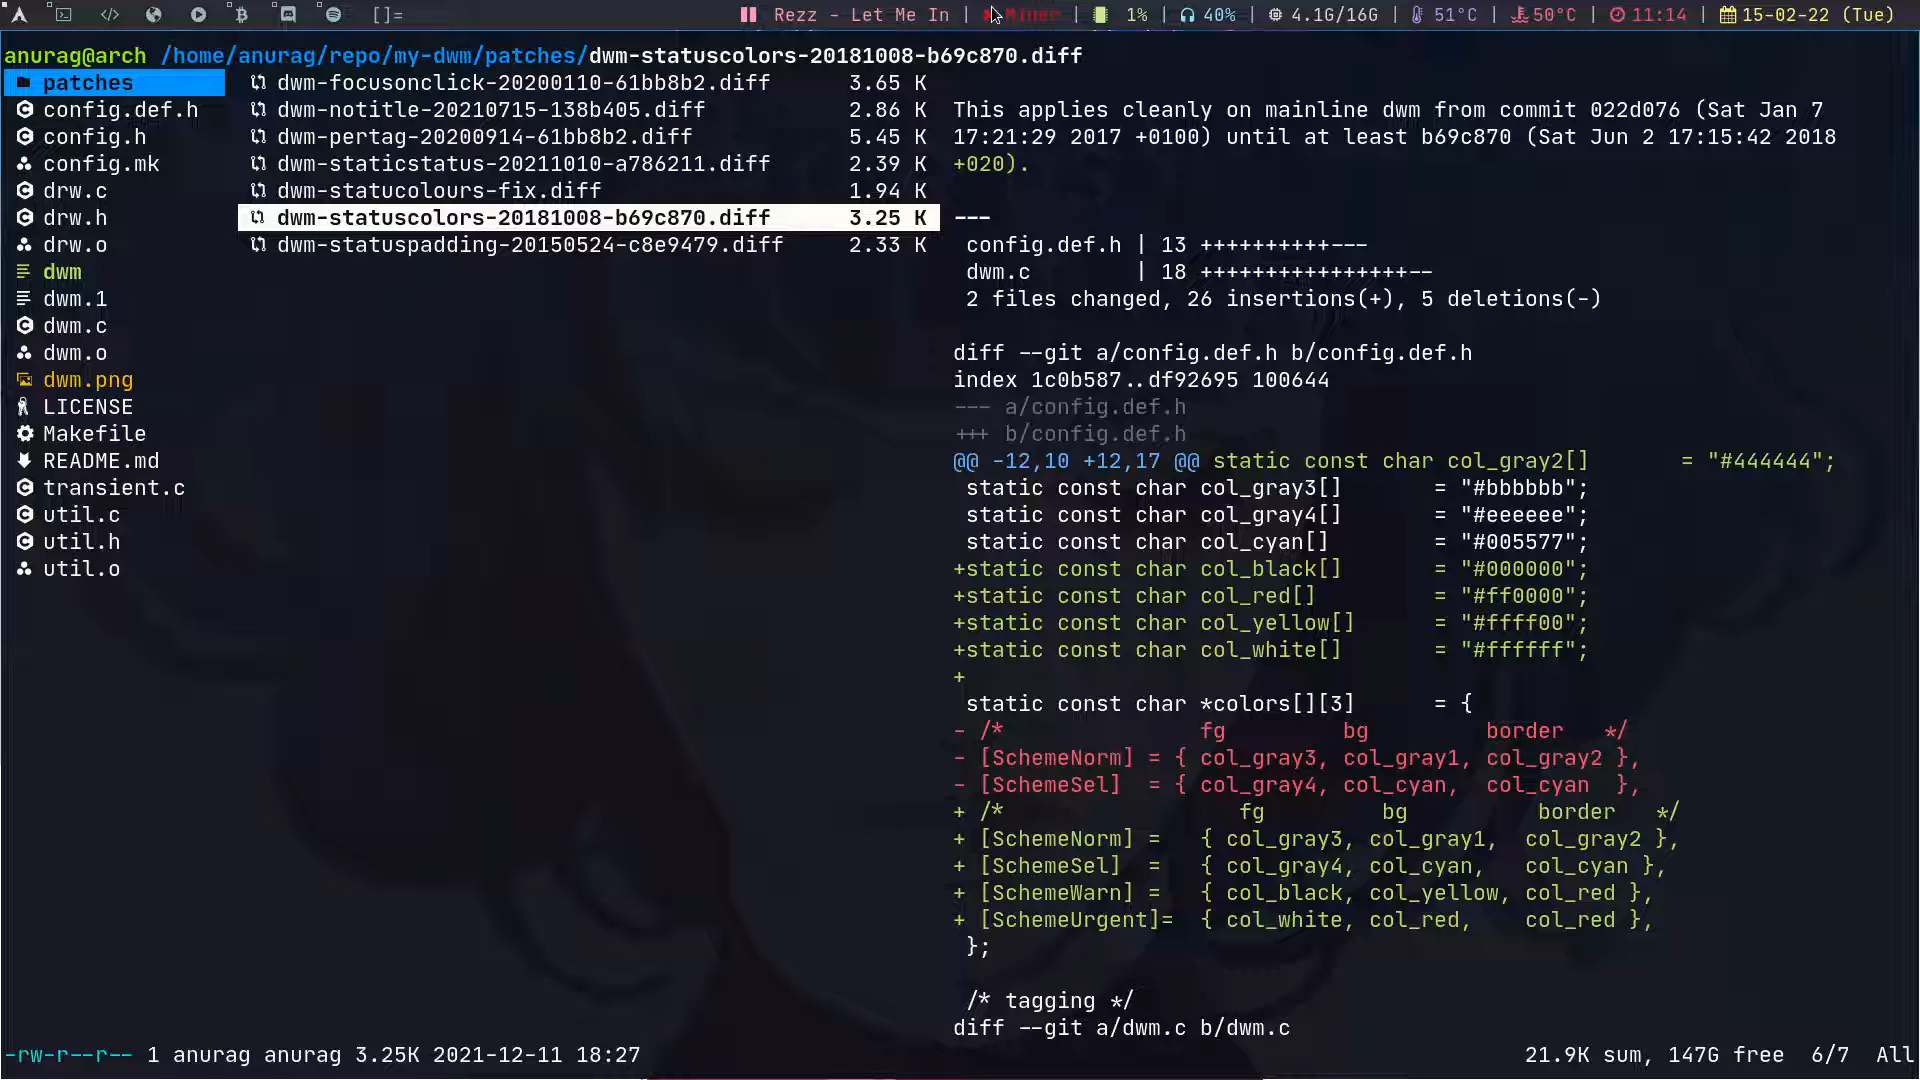 []= Rezz - Let Me In | Miner | 1% | 40% | 4.1G/16G | 51°C | 50°C | 11:14 | 15-02-22 (Tue)
anurag@arch /home/anurag/repo/my-dwm/patches/dwm-statuscolors-20181008-b69c870.diff
patches
config.def.h
config.h
config.mk
drw.c
drw.h
drw.o
dwm
dwm.1
dwm.c
dwm.o
dwm.png
LICENSE
Makefile
README.md
transient.c
util.c
util.h
util.o
dwm-focusonclick-20200110-61bb8b2.diff 3.65 K
dwm-notitle-20210715-138b405.diff 2.86 K
dwm-pertag-20200914-61bb8b2.diff 5.45 K
dwm-staticstatus-20211010-a786211.diff 2.39 K
dwm-statucolours-fix.diff 1.94 K
dwm-statuscolors-20181008-b69c870.diff 3.25 K
dwm-statuspadding-20150524-c8e9479.diff 2.33 K
This applies cleanly on mainline dwm from commit 022d076 (Sat Jan 7
17:21:29 2017 +0100) until at least b69c870 (Sat Jun 2 17:15:42 2018
+020).
---
config.def.h | 13 ++++++++++---
dwm.c | 18 ++++++++++++++++--
2 files changed, 26 insertions(+), 5 deletions(-)
diff --git a/config.def.h b/config.def.h
index 1c0b587..df92695 100644
--- a/config.def.h
+++ b/config.def.h
@@ -12,10 +12,17 @@ static const char col_gray2[] = "#444444";
static const char col_gray3[] = "#bbbbbb";
static const char col_gray4[] = "#eeeeee";
static const char col_cyan[] = "#005577";
+static const char col_black[] = "#000000";
+static const char col_red[] = "#ff0000";
+static const char col_yellow[] = "#ffff00";
+static const char col_white[] = "#ffffff";
+
static const char *colors[][3] = {
- /* fg bg border */
- [SchemeNorm] = { col_gray3, col_gray1, col_gray2 },
- [SchemeSel] = { col_gray4, col_cyan, col_cyan },
+ /* fg bg border */
+ [SchemeNorm] = { col_gray3, col_gray1, col_gray2 },
+ [SchemeSel] = { col_gray4, col_cyan, col_cyan },
+ [SchemeWarn] = { col_black, col_yellow, col_red },
+ [SchemeUrgent]= { col_white, col_red, col_red },
};
/* tagging */
diff --git a/dwm.c b/dwm.c
-rw-r--r-- 1 anurag anurag 3.25K 2021-12-11 18:27 21.9K sum, 147G free 6/7 All